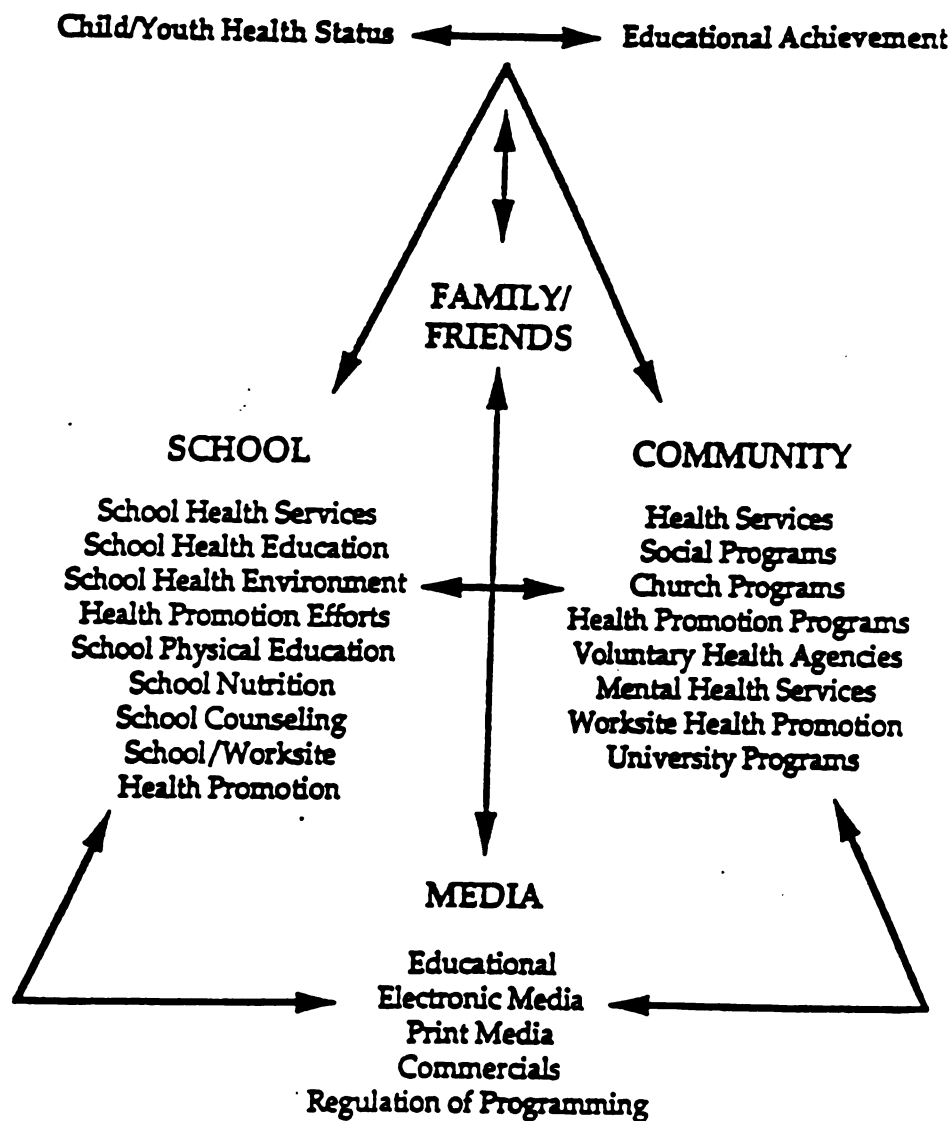 Child/Youth Health Status
Educational Achievement
FAMILY/
FRIENDS
SCHOOL
School Health Services
School Health Education
School Health Environment
Health Promotion Efforts
School Physical Education
School Nutrition
School Counseling
School/Worksite
Health Promotion
COMMUNITY
Health Services
Social Programs
Church Programs
Health Promotion Programs
Voluntary Health Agencies
Mental Health Services
Worksite Health Promotion
University Programs
MEDIA
Educational
Electronic Media
Print Media
Commercials
Regulation of Programming